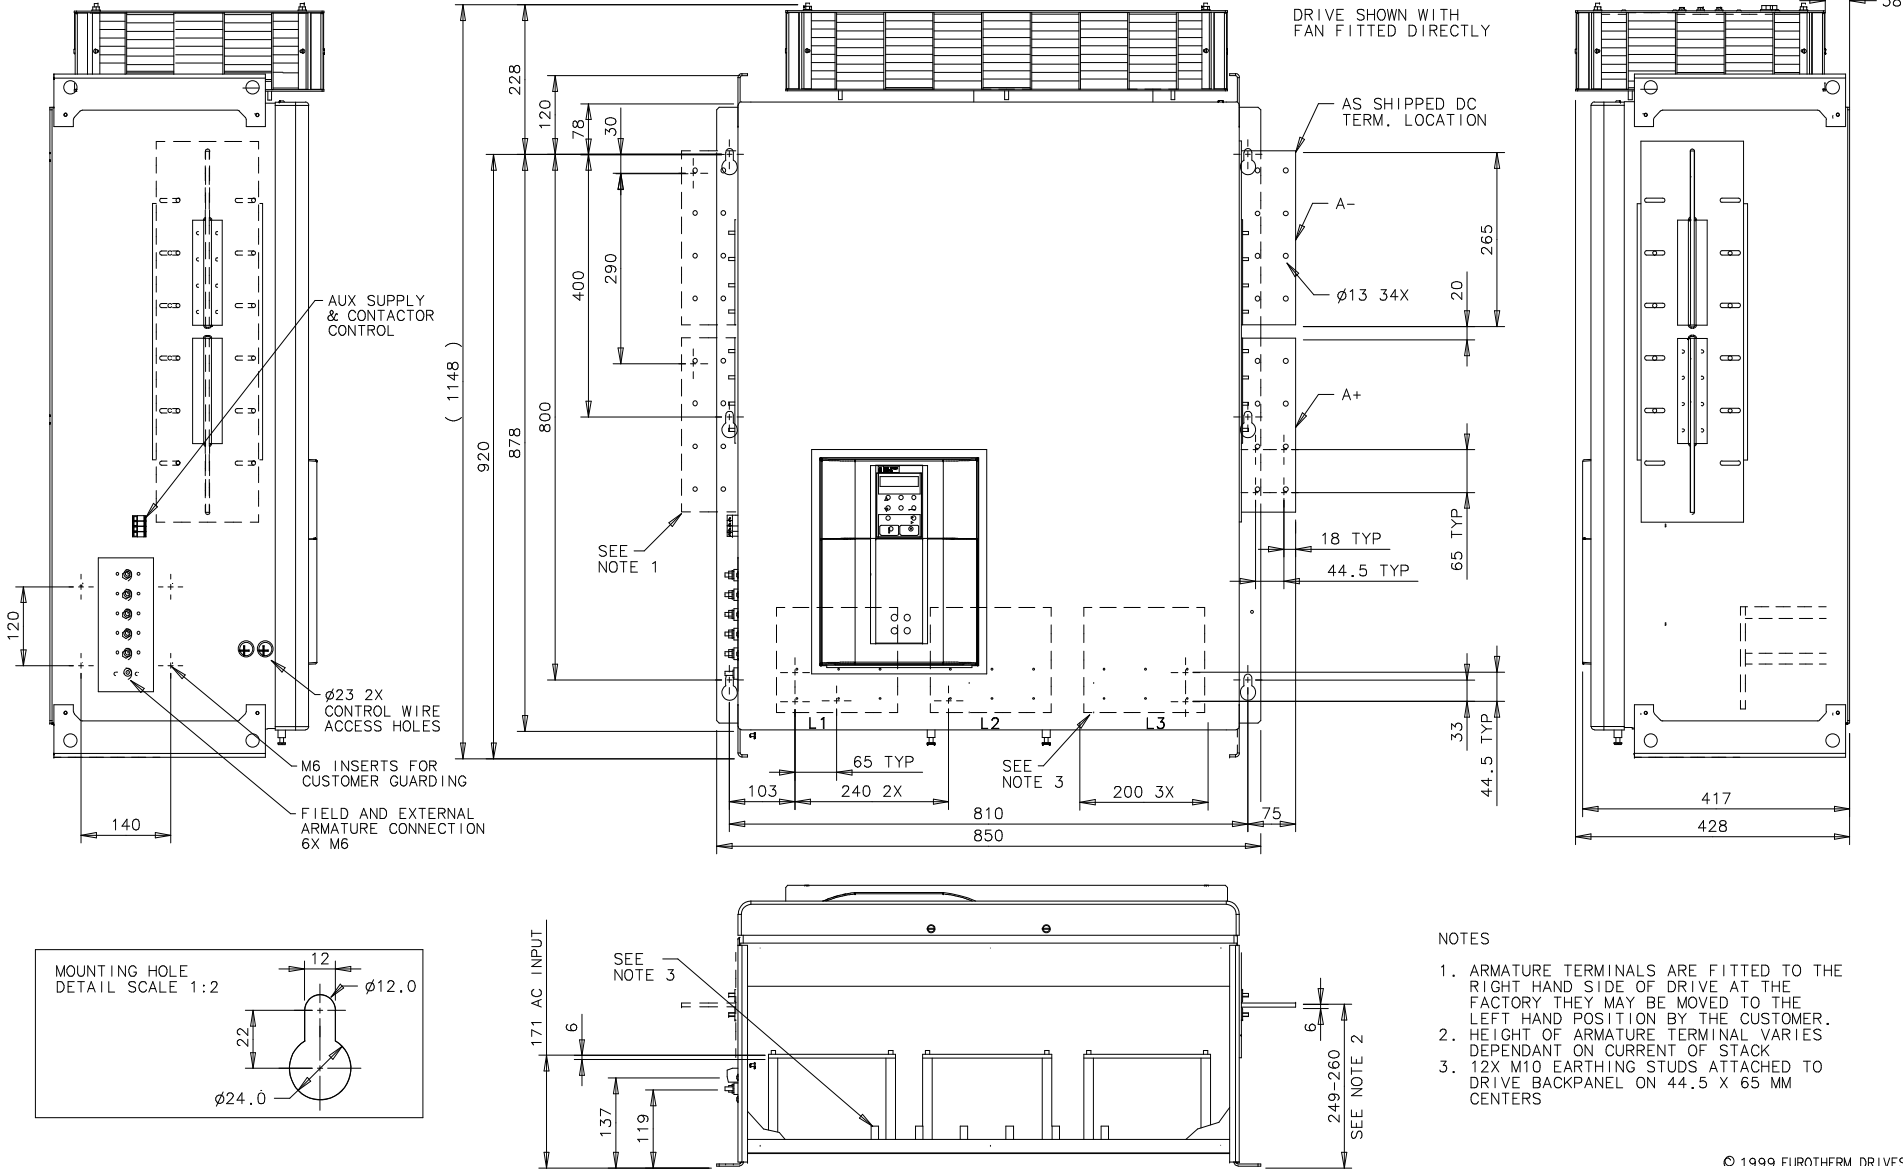 DRIVE SHOWN WITH
FAN FITTED DIRECTLY
38
228
120
78
30
AS SHIPPED DC
TERM. LOCATION
A-
265
290
400
20
Ø13 34X
AUX SUPPLY
& CONTACTOR
CONTROL
( 1148 )
920
878
800
A+
SEE
NOTE 1
18 TYP
65 TYP
44.5 TYP
120
Ø23 2X
CONTROL WIRE
ACCESS HOLES
L1
L2
L3
33
44.5 TYP
M6 INSERTS FOR
CUSTOMER GUARDING
65 TYP
SEE
NOTE 3
103
240 2X
200 3X
FIELD AND EXTERNAL
ARMATURE CONNECTION
6X M6
140
810
75
850
417
428
MOUNTING HOLE
DETAIL SCALE 1:2
12
Ø12.0
22
Ø24.0
171 AC INPUT
6
SEE
NOTE 3
137
119
6
249-260
SEE NOTE 2
NOTES
1. ARMATURE TERMINALS ARE FITTED TO THE
RIGHT HAND SIDE OF DRIVE AT THE
FACTORY THEY MAY BE MOVED TO THE
LEFT HAND POSITION BY THE CUSTOMER.
2. HEIGHT OF ARMATURE TERMINAL VARIES
DEPENDANT ON CURRENT OF STACK
3. 12X M10 EARTHING STUDS ATTACHED TO
DRIVE BACKPANEL ON 44.5 X 65 MM
CENTERS
© 1999 EUROTHERM DRIVES